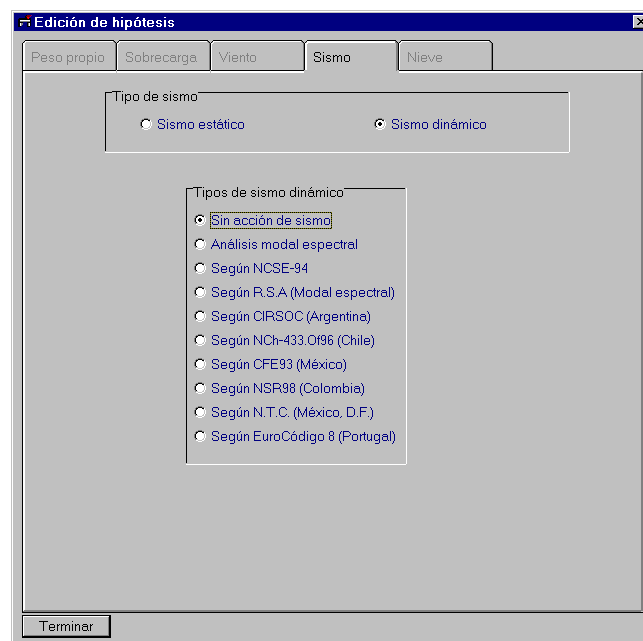 Edición de hipótesis
Peso propio Sobrecarga Viento Sismo Nieve
Tipo de sismo
Sismo estático Sismo dinámico
Tipos de sismo dinámico
Sin acción de sismo
Análisis modal espectral
Según NCSE-94
Según R.S.A (Modal espectral)
Según CIRSOC (Argentina)
Según NCh-433.Of96 (Chile)
Según CFE93 (México)
Según NSR98 (Colombia)
Según N.T.C. (México, D.F.)
Según EuroCódigo 8 (Portugal)
Terminar